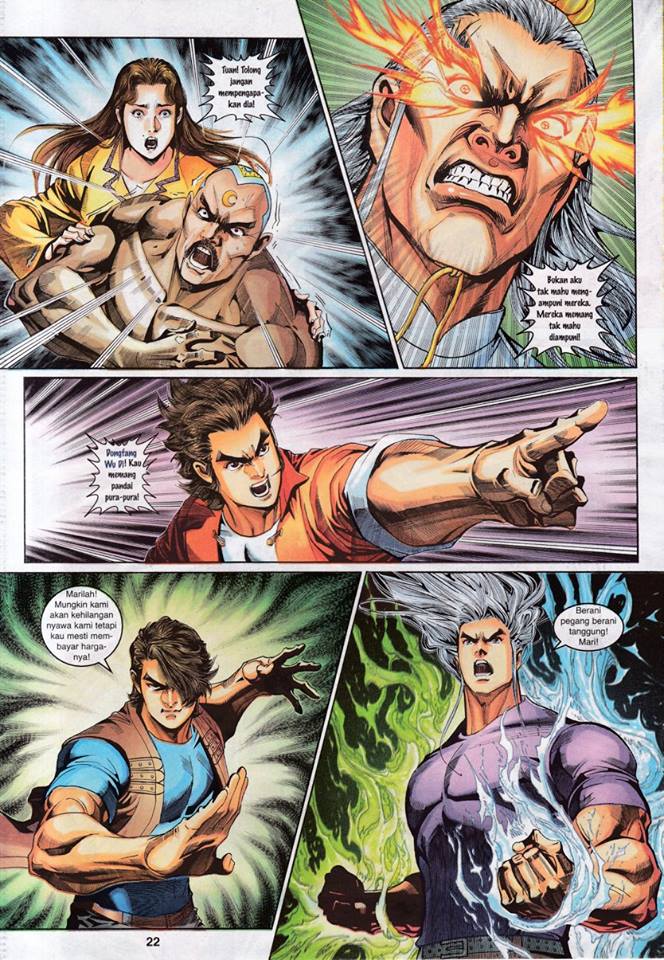 Tuan! Tolong
jangan
mempengapa-
kan dia!
Bukan aku
tak mahu meng-
ampuni mereka.
Mereka memang
tak mahu
diampuni!
Dongfang
Wu Di! Kau
memang
pandai
pura-pura!
Marilah!
Mungkin kami
akan kehilangan
nyawa kami tetapi
kau mesti mem-
bayar harga-
nya!
Berani
pegang berani
tanggung!
Mari!
22